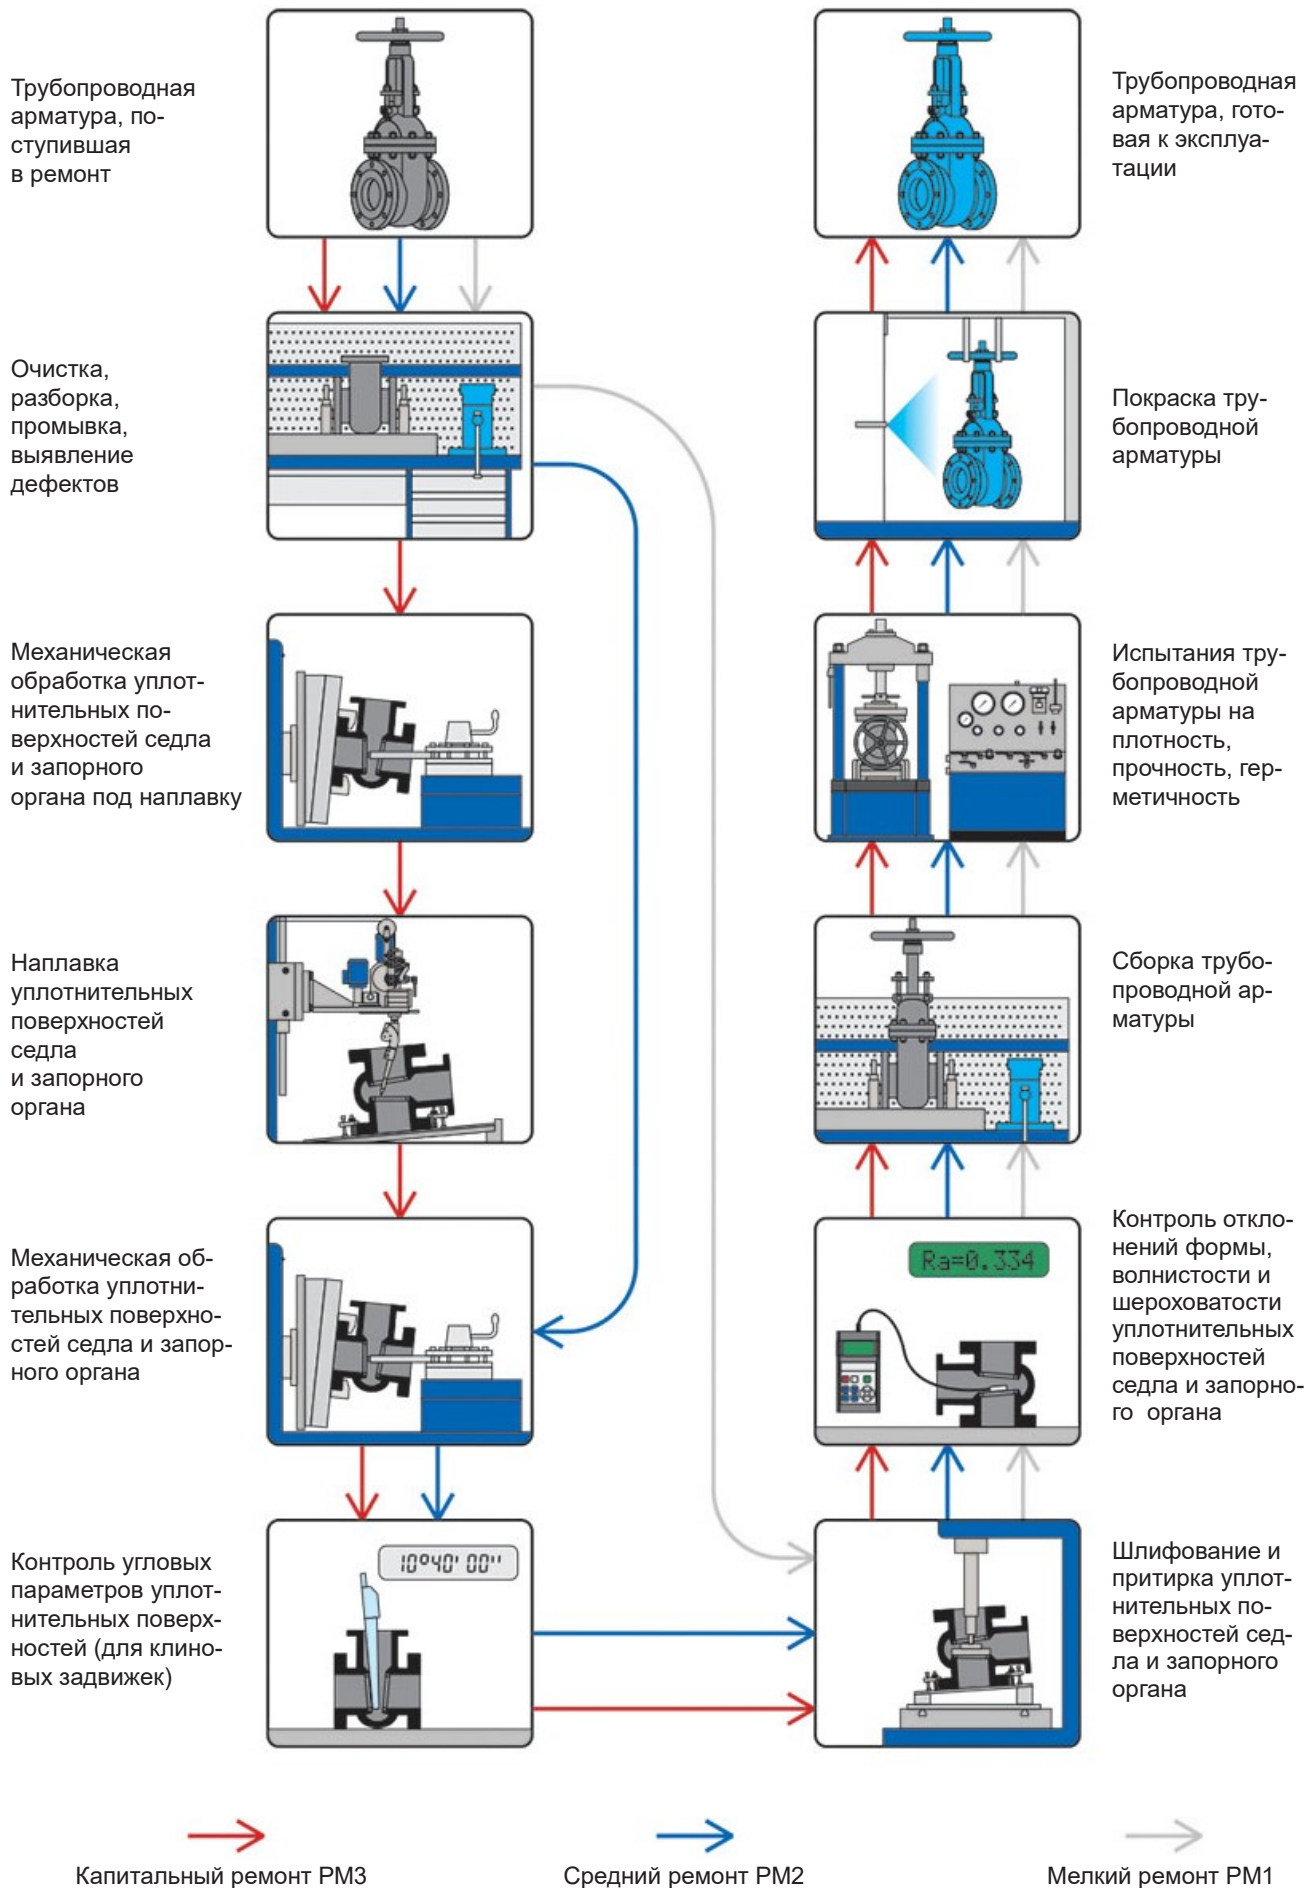 Трубопроводная
арматура, по-
ступившая
в ремонт
Очистка,
разборка,
промывка,
выявление
дефектов
Механическая
обработка уплот-
нительных по-
верхностей седла
и запорного
органа под наплавку
Наплавка
уплотнительных
поверхностей
седла
и запорного
органа
Механическая об-
работка уплотни-
тельных поверхно-
стей седла и запор-
ного органа
Контроль угловых
параметров уплот-
нительных поверх-
ностей (для клино-
вых задвижек)
10°40' 00''
Трубопроводная
арматура, гото-
вая к эксплуа-
тации
Покраска тру-
бопроводной
арматуры
Испытания тру-
бопроводной
арматуры на
плотность,
прочность, гер-
метичность
Сборка трубо-
проводной ар-
матуры
Контроль откло-
нений формы,
волнистости и
шероховатости
уплотнительных
поверхностей
седла и запорно-
го органа
Ra=0.334
Шлифование и
притирка уплот-
нительных по-
верхностей сед-
ла и запорного
органа
Капитальный ремонт РМ3
Средний ремонт РМ2
Мелкий ремонт РМ1